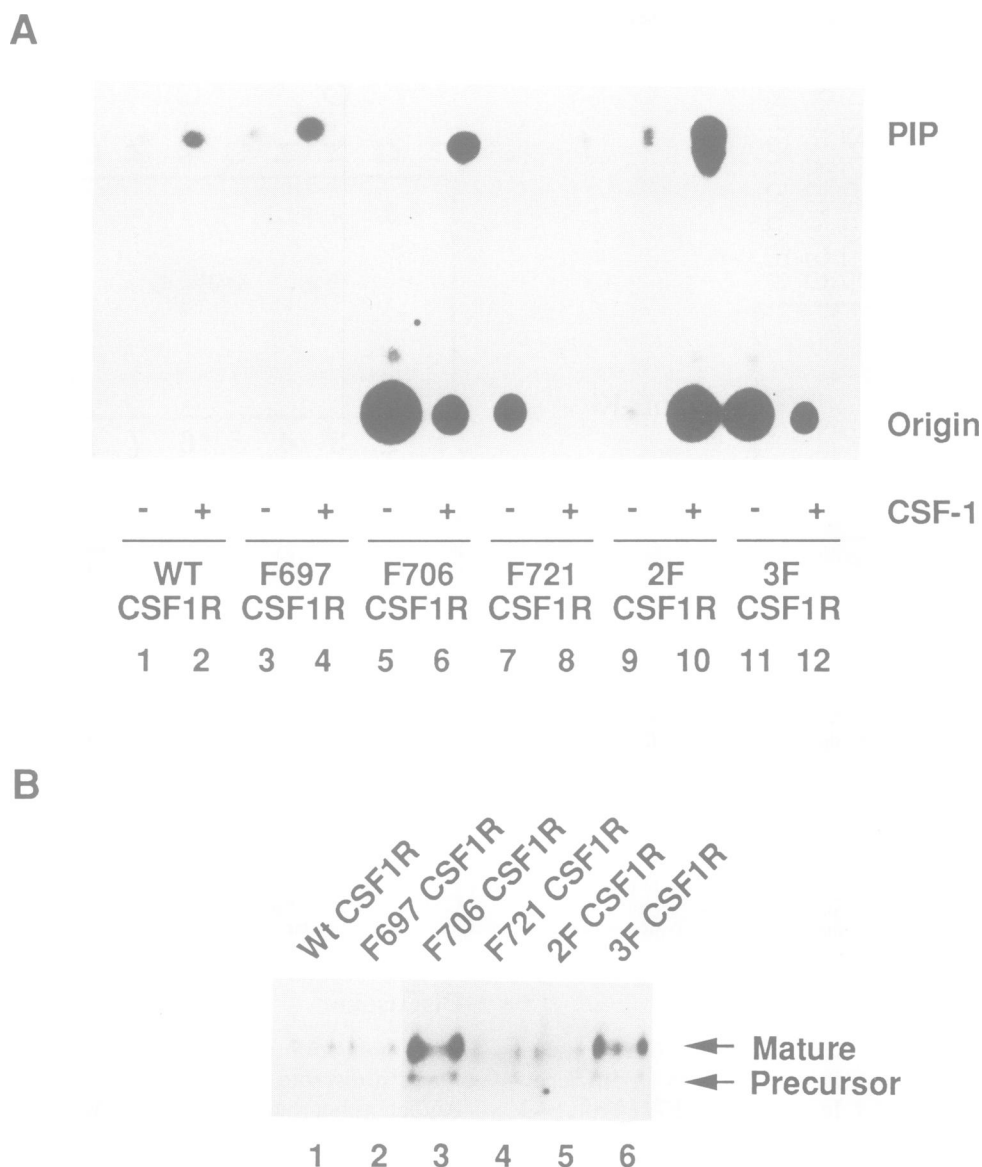 A
PIP
Origin
- + - + - + - + - + - + CSF-1
WT CSF1R F697 CSF1R F706 CSF1R F721 CSF1R 2F CSF1R 3F CSF1R
1 2 3 4 5 6 7 8 9 10 11 12
B
Wt CSF1R
F697 CSF1R
F706 CSF1R
F721 CSF1R
2F CSF1R
3F CSF1R
Mature
Precursor
1 2 3 4 5 6